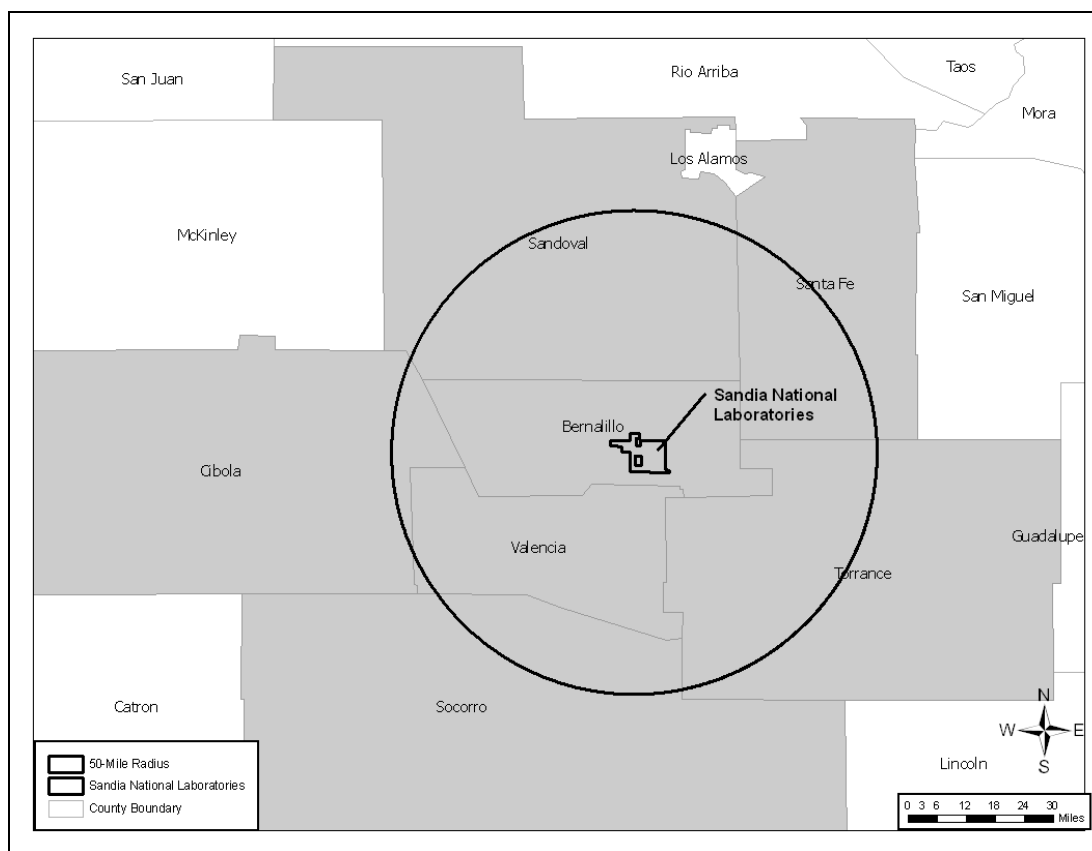 San Juan
Rio Arriba
Taos
Mora
Los Alamos
McKinley
Sandoval
Santa Fe
San Miguel
Sandia National
Laboratories
Bernalillo
Cibola
Valencia
Guadalupe
Torrance
Catron
Socorro
Lincoln
N
W
E
S
50-Mile Radius
Sandia National Laboratories
County Boundary
0 3 6 12 18 24 30
Miles